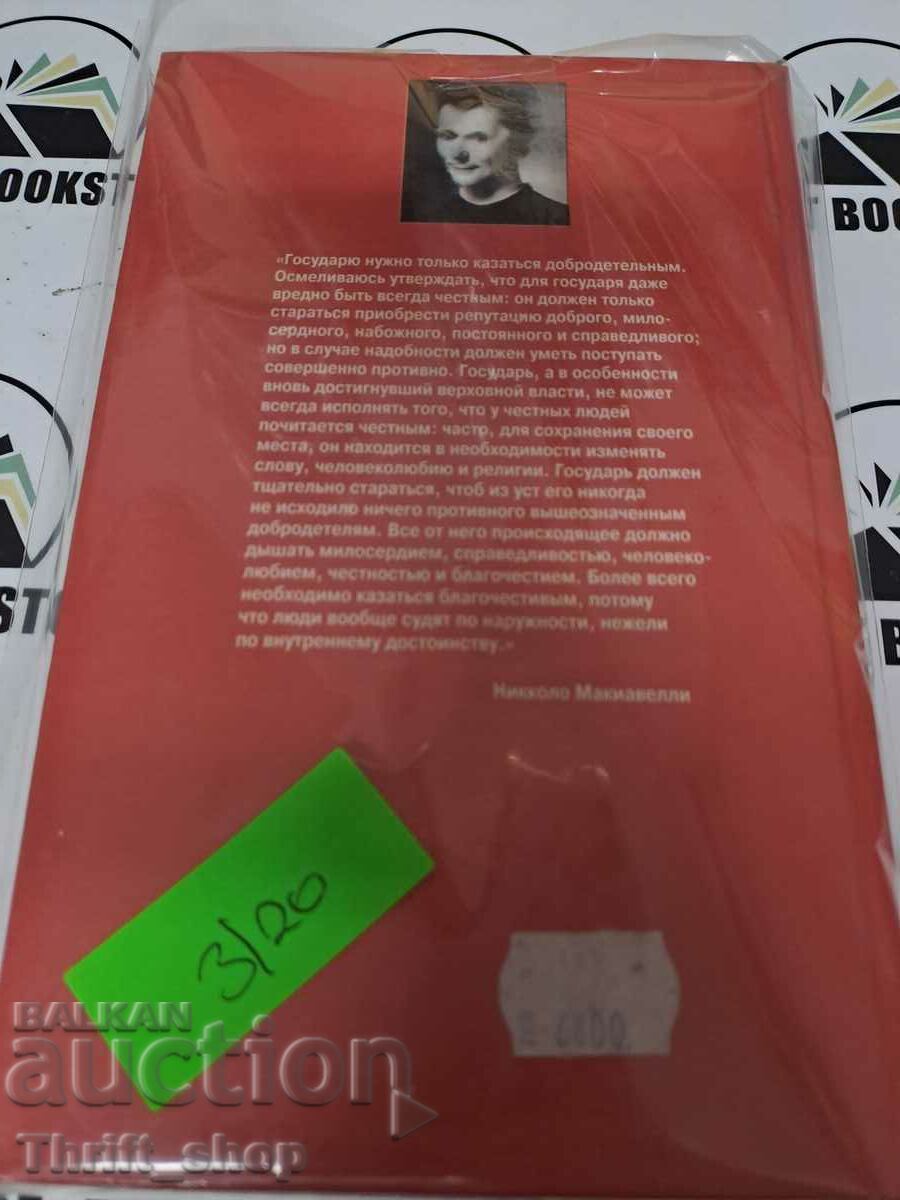 BOOKST
BOO
«Государю нужно только казаться добродетельным.
Осмеливаюсь утверждать, что для государя даже
вредно быть всегда честным: он должен только
стараться приобрести репутацию доброго, мило-
сердного, набожного, постоянного и справедливого;
но в случае надобности должен уметь поступать
совершенно противно. Государь, а в особенности
вновь достигнувший верховной власти, не может
всегда исполнять того, что у честных людей
почитается честным: часто, для сохранения своего
места, он находится в необходимости изменять
слову, человеколюбию и религии. Государь должен
тщательно стараться, чтоб из уст его никогда
не исходило ничего противного вышеозначенным
добродетелям. Все от него происходящее должно
дышать милосердием, справедливостью, человеко-
любием, честностью и благочестием. Более всего
необходимо казаться благочестивым, потому
что люди вообще судят по наружности, нежели
по внутреннему достоинству.»
Никколо Макиавелли
3/20
BALKAN
auction
Thrift_shop